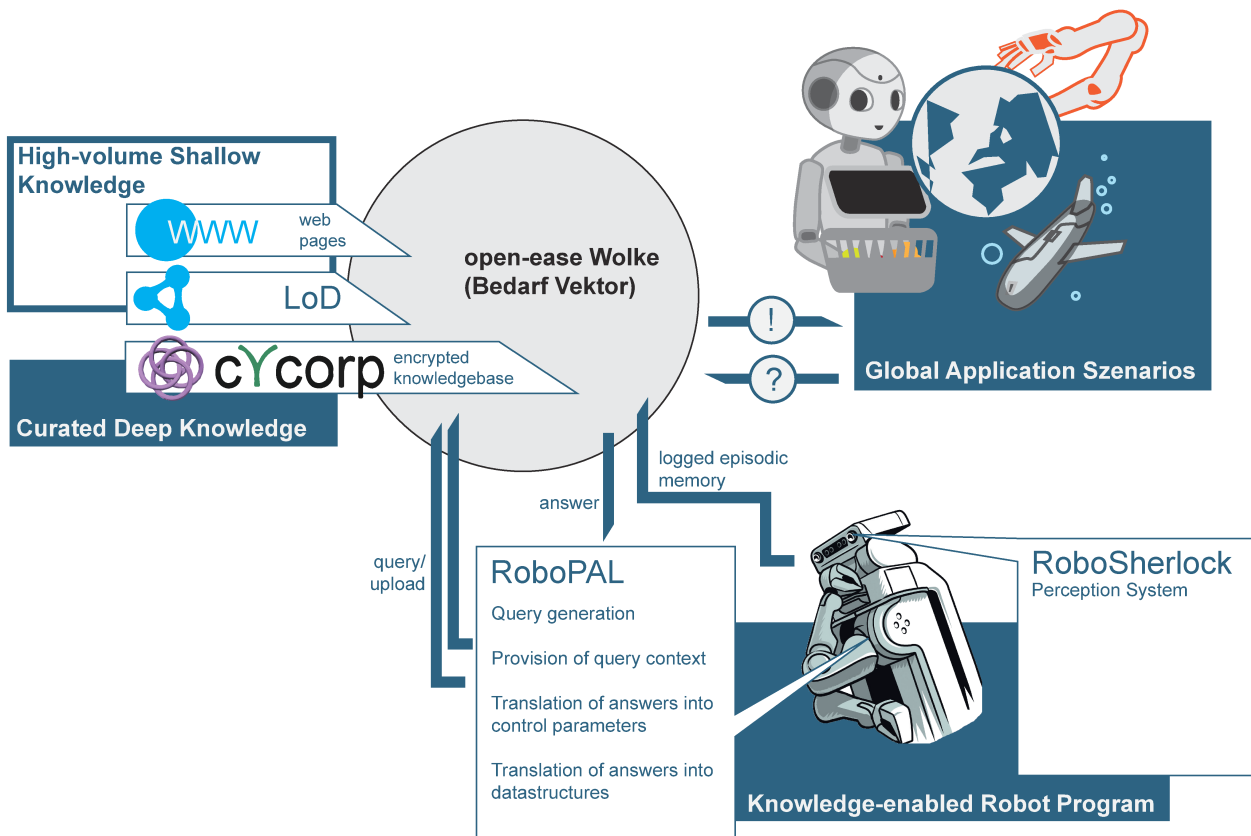 High-volume Shallow
Knowledge
WWW
web
pages
LoD
cYcorp
encrypted
knowledgebase
Curated Deep Knowledge
open-ease Wolke
(Bedarf Vektor)
!
?
Global Application Szenarios
logged episodic
memory
answer
query/
upload
RoboPAL
Query generation
Provision of query context
Translation of answers into
control parameters
Translation of answers into
datastructures
RoboSherlock
Perception System
Knowledge-enabled Robot Program